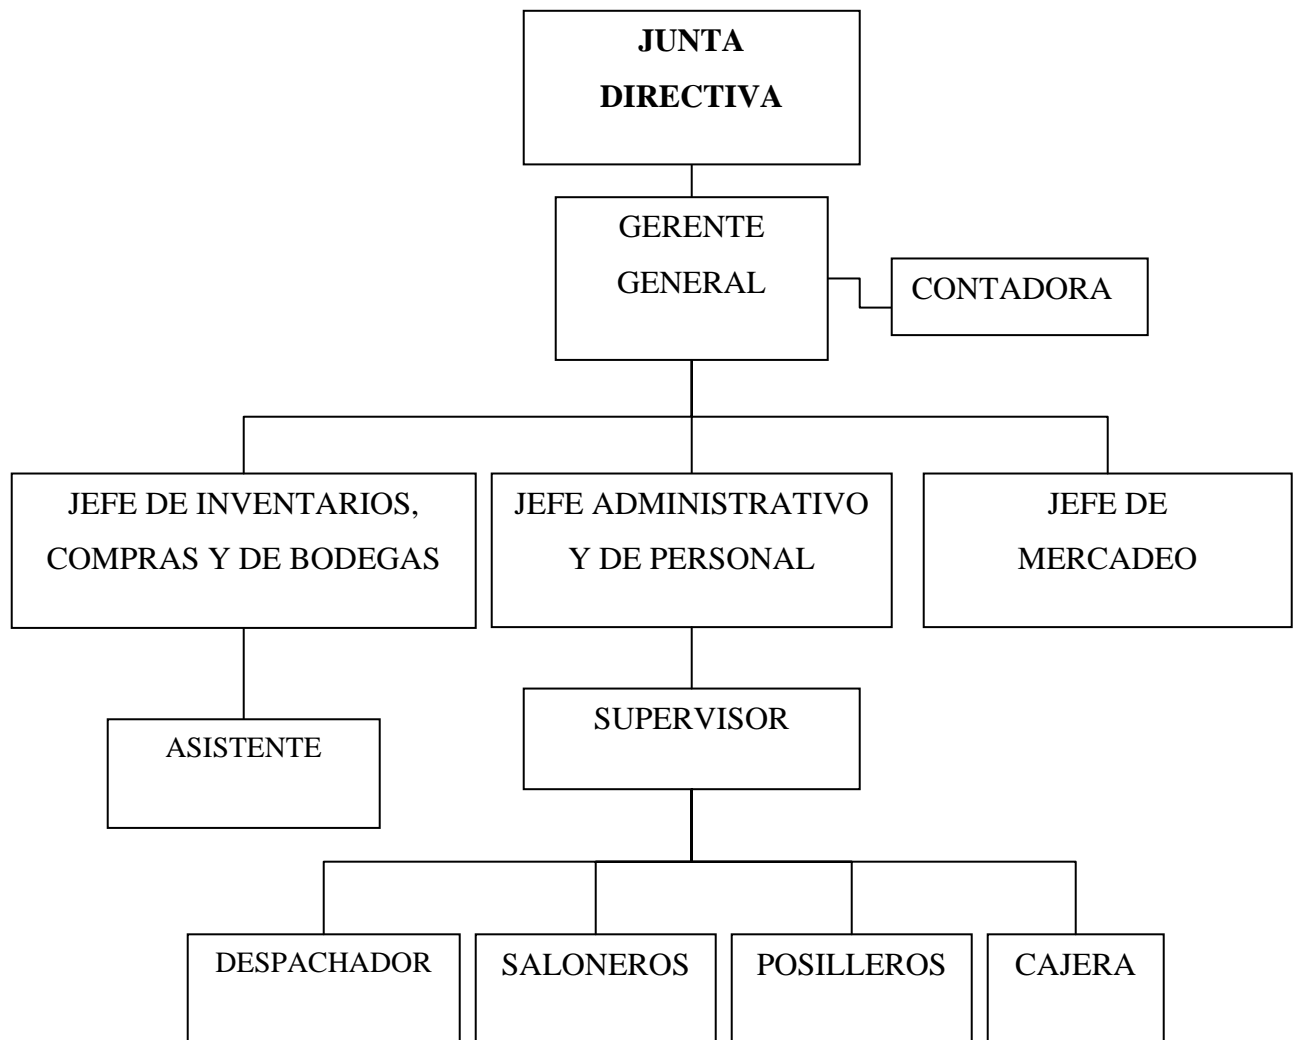 JUNTA
DIRECTIVA
GERENTE
GENERAL
CONTADORA
JEFE DE INVENTARIOS,
COMPRAS Y DE BODEGAS
JEFE ADMINISTRATIVO
Y DE PERSONAL
JEFE DE
MERCADEO
ASISTENTE
SUPERVISOR
DESPACHADOR
SALONEROS
POSILLEROS
CAJERA